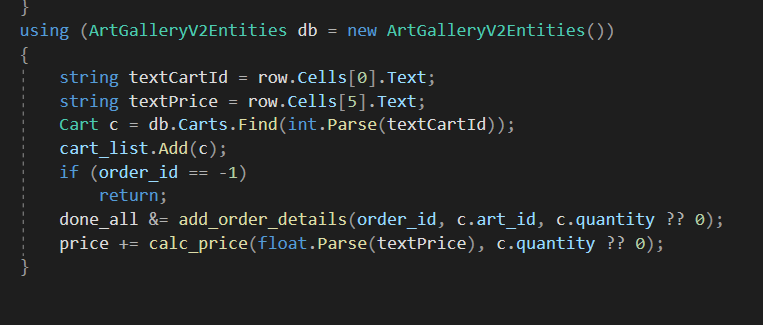 }
using (ArtGalleryV2Entities db = new ArtGalleryV2Entities())
{
string textCartId = row.Cells[0].Text;
string textPrice = row.Cells[5].Text;
Cart c = db.Carts.Find(int.Parse(textCartId));
cart_list.Add(c);
if (order_id == -1)
return;
done_all &= add_order_details(order_id, c.art_id, c.quantity ?? 0);
price += calc_price(float.Parse(textPrice), c.quantity ?? 0);
}